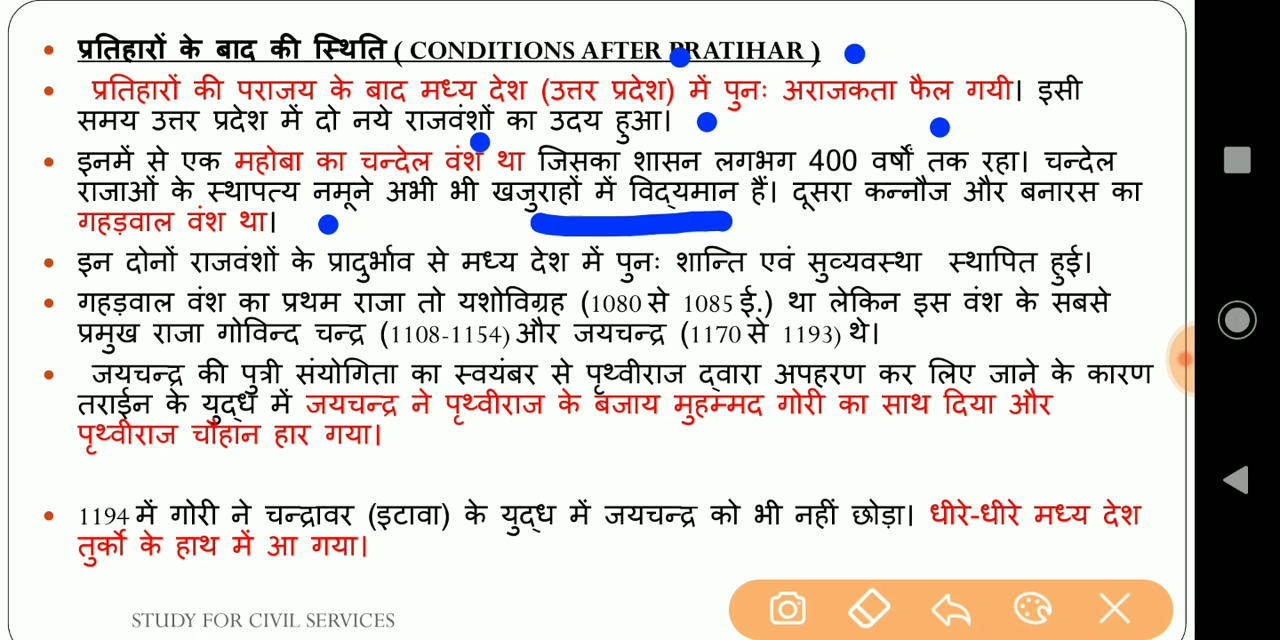 प्रतिहारों के बाद की स्थिति ( CONDITIONS AFTER PRATIHAR )
प्रतिहारों की पराजय के बाद मध्य देश (उत्तर प्रदेश) में पुनः अराजकता फैल गयी। इसी
समय उत्तर प्रदेश में दो नये राजवंशों का उदय हुआ।
इनमें से एक महोबा का चन्देल वंश था जिसका शासन लगभग 400 वर्षों तक रहा। चन्देल
राजाओं के स्थापत्य नमूने अभी भी खजुराहों में विद्यमान हैं। दूसरा कन्नौज और बनारस का
गहड़वाल वंश था।
इन दोनों राजवंशों के प्रादुर्भाव से मध्य देश में पुनः शान्ति एवं सुव्यवस्था स्थापित हुई।
गहड़वाल वंश का प्रथम राजा तो यशोविग्रह (1080 से 1085 ई.) था लेकिन इस वंश के सबसे
प्रमुख राजा गोविन्द चन्द्र (1108-1154) और जयचन्द्र (1170 से 1193) थे।
जयचन्द्र की पुत्री संयोगिता का स्वयंबर से पृथ्वीराज द्वारा अपहरण कर लिए जाने के कारण
तराईन के युद्ध में जयचन्द्र ने पृथ्वीराज के बजाय मुहम्मद गोरी का साथ दिया और
पृथ्वीराज चौहान हार गया।
1194 में गोरी ने चन्द्रावर (इटावा) के युद्ध में जयचन्द्र को भी नहीं छोड़ा। धीरे-धीरे मध्य देश
तुर्को के हाथ में आ गया।
STUDY FOR CIVIL SERVICES